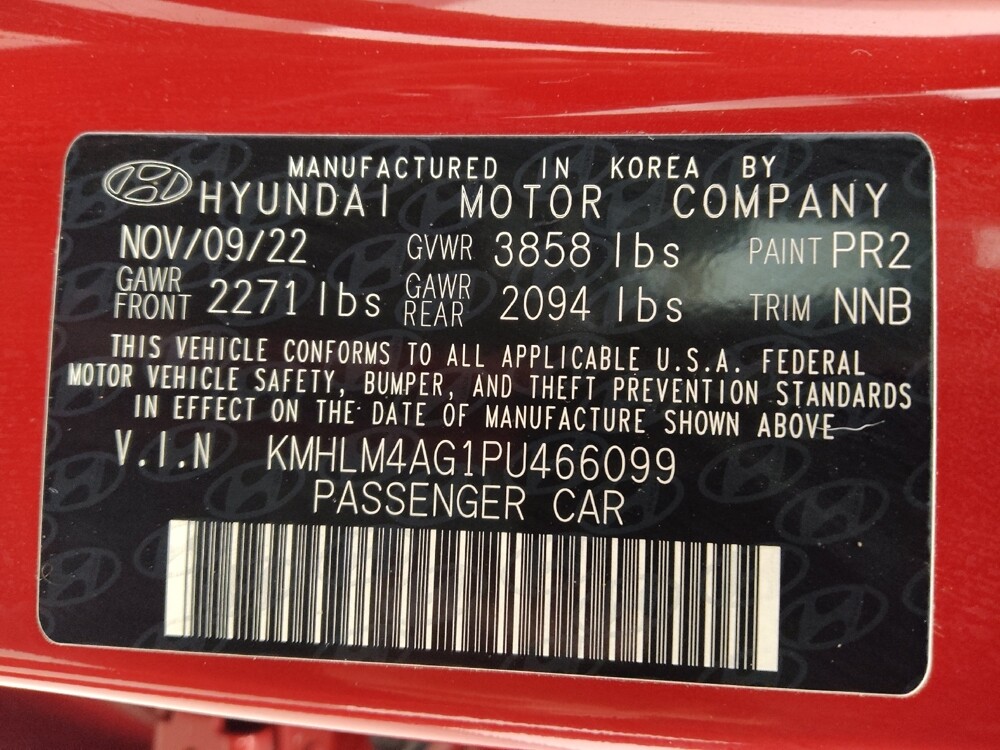 MANUFACTURED IN KOREA BY
HYUNDAI MOTOR COMPANY
NOV/09/22 GVWR 3858 lbs PAINT PR2
GAWR FRONT 2271 lbs GAWR REAR 2094 lbs TRIM NNB
THIS VEHICLE CONFORMS TO ALL APPLICABLE U.S.A. FEDERAL
MOTOR VEHICLE SAFETY, BUMPER, AND THEFT PREVENTION STANDARDS
IN EFFECT ON THE DATE OF MANUFACTURE SHOWN ABOVE
V.I.N KMHLM4AG1PU466099
PASSENGER CAR